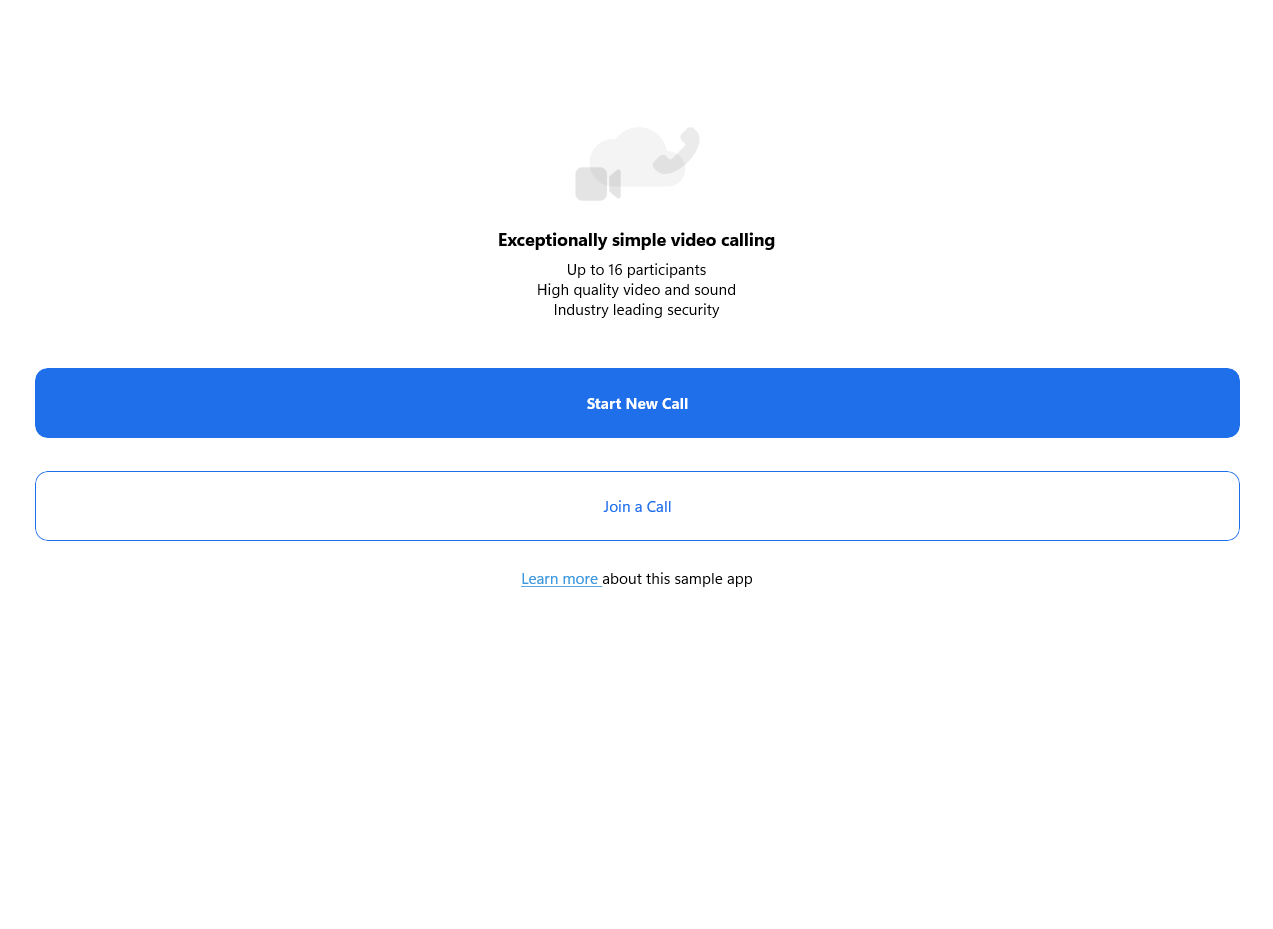 Exceptionally simple video calling
Up to 16 participants
High quality video and sound
Industry leading security
Start New Call
Join a Call
Learn more about this sample app